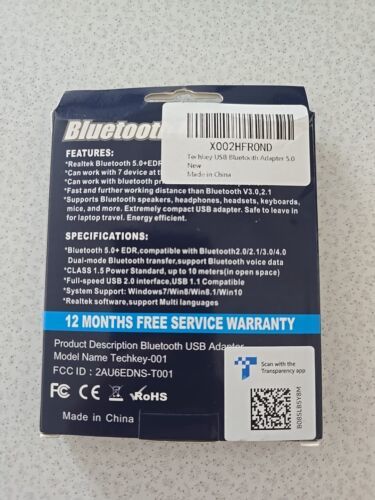 Bluetooth
X002HFR0ND
Techkey USB Bluetooth Adapter 5.0
New
Made in China
FEATURES:
*Realtek Bluetooth 5.0+EDR
*Can work with 7 device at the
*Can work with bluetooth pri
*Fast and further working distance than Bluetooth V3.0,2.1
*Supports Bluetooth speakers, headphones, headsets, keyboards,
mice, and more. Extremely compact USB adapter. Safe to leave in
for laptop travel. Energy efficient.
SPECIFICATIONS:
*Bluetooth 5.0+ EDR,compatible with Bluetooth2.0/2.1/3.0/4.0
Dual-mode Bluetooth transfer,support Bluetooth voice data
*CLASS 1.5 Power Standard, up to 10 meters(in open space)
*Full-speed USB 2.0 interface,USB 1.1 Compatible
*System Support: Windows7/Win8/Win8.1/Win10
*Realtek software,support Multi languages
12 MONTHS FREE SERVICE WARRANTY
Product Description Bluetooth USB Adapter
Model Name Techkey-001
FCC ID : 2AU6EDNS-T001
FC CE RoHS
Made in China
Scan with the
Transparency app
B08SLBSY8M